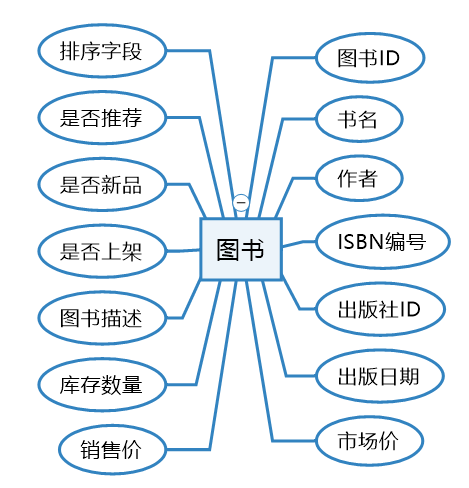 排序字段
图书ID
是否推荐
书名
是否新品
作者
图书
是否上架
ISBN编号
图书描述
出版社ID
库存数量
出版日期
销售价
市场价